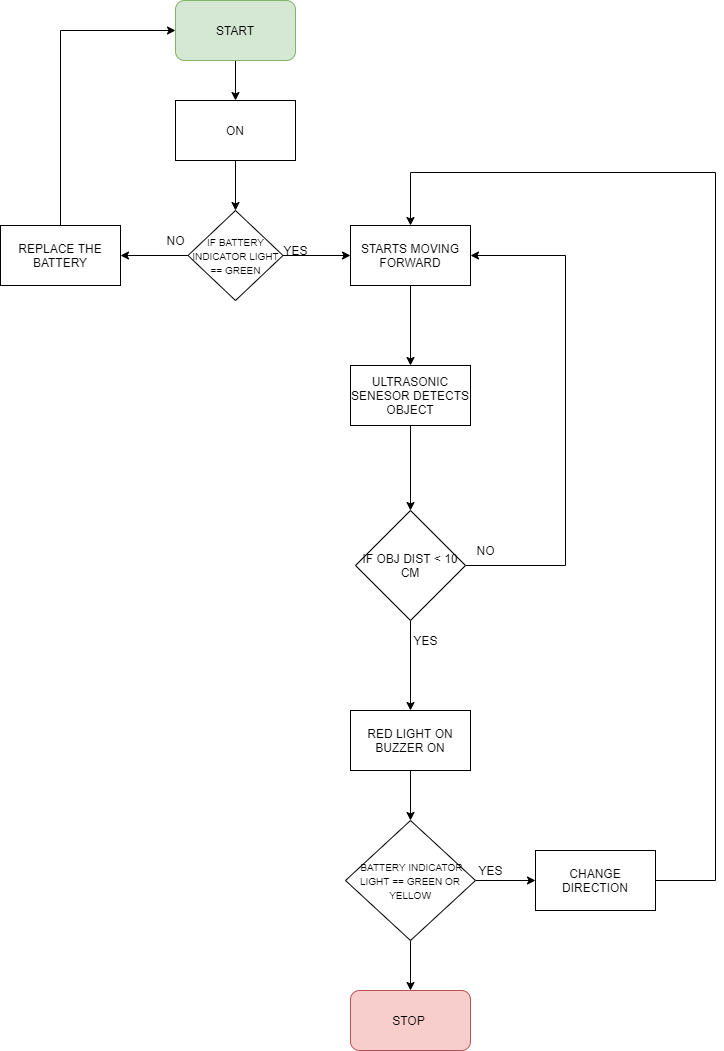 START
ON
IF BATTERY
INDICATOR LIGHT
== GREEN
NO
YES
REPLACE THE
BATTERY
STARTS MOVING
FORWARD
ULTRASONIC
SENESOR DETECTS
OBJECT
IF OBJ DIST < 10
CM
NO
YES
RED LIGHT ON
BUZZER ON
BATTERY INDICATOR
LIGHT == GREEN OR
YELLOW
YES
CHANGE
DIRECTION
STOP